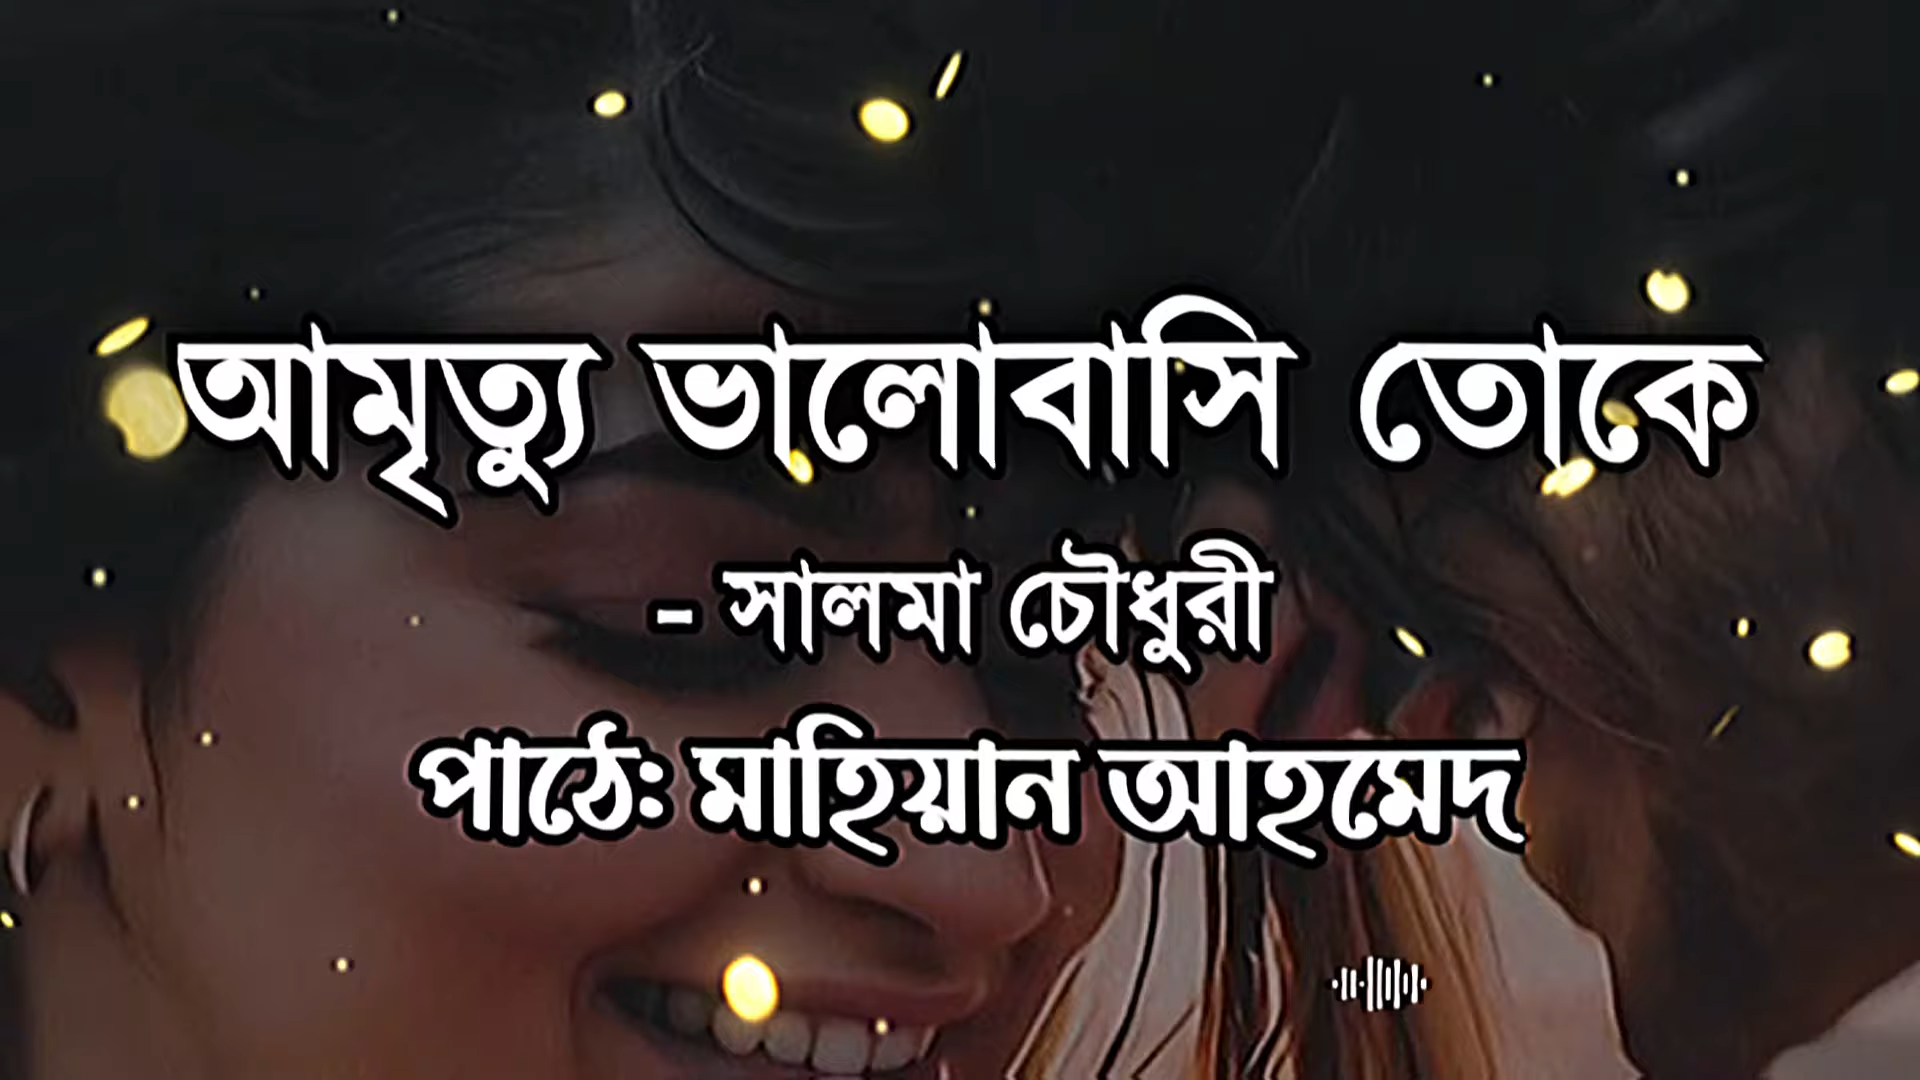 আমৃত্যু ভালোবাসি তোকে
- সালমা চৌধুরী
পাঠে: মাহিয়ান আহমেদ